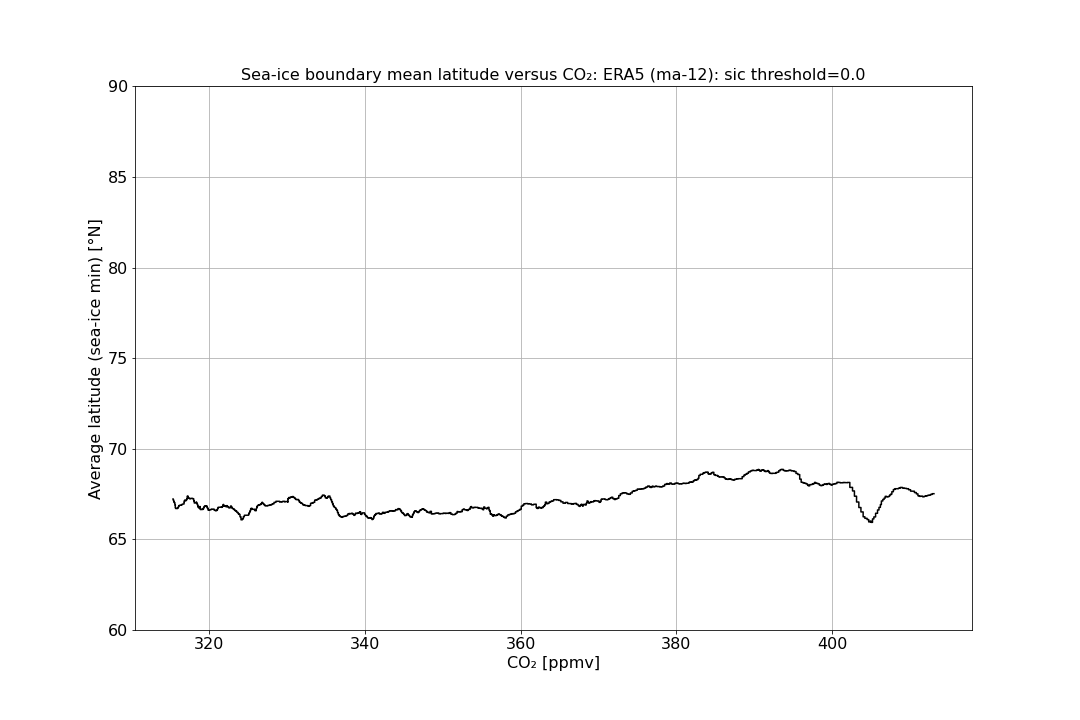 Sea-ice boundary mean latitude versus CO₂: ERA5 (ma-12): sic threshold=0.0
Average latitude (sea-ice min) [°N]
90
85
80
75
70
65
60
320 340 360 380 400
CO₂ [ppmv]